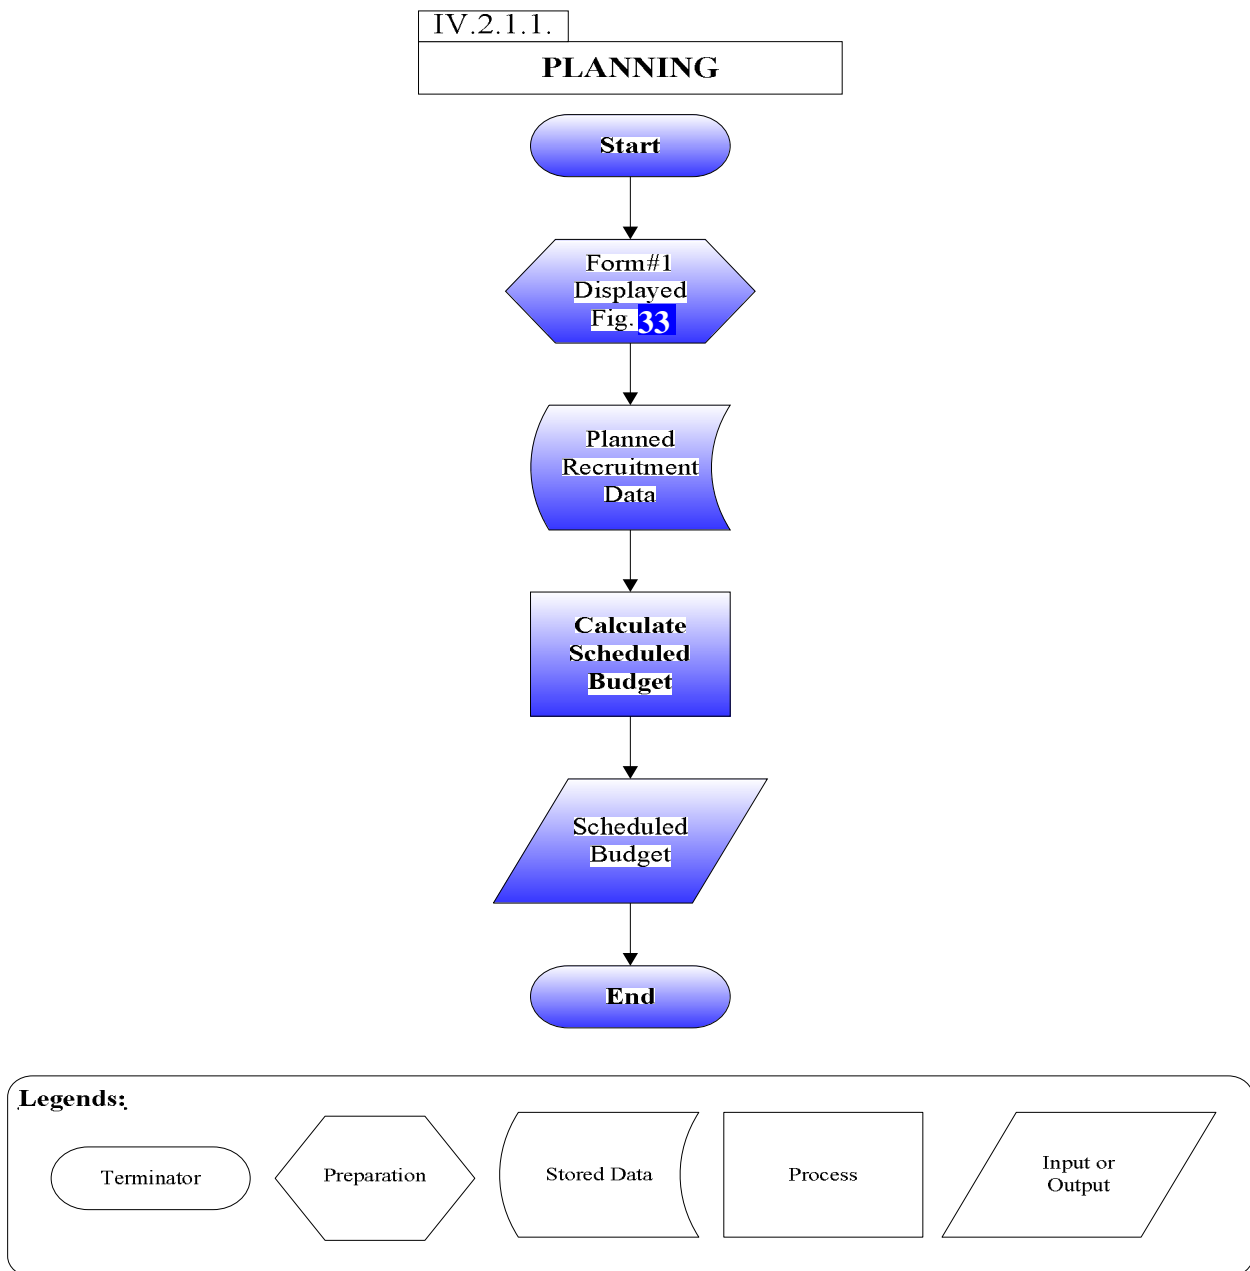 IV.2.1.1.
PLANNING
Start
Form#1
Displayed
Fig. 33
Planned
Recruitment
Data
Calculate
Scheduled
Budget
Scheduled
Budget
End
Legends:
Terminator
Preparation
Stored Data
Process
Input or
Output